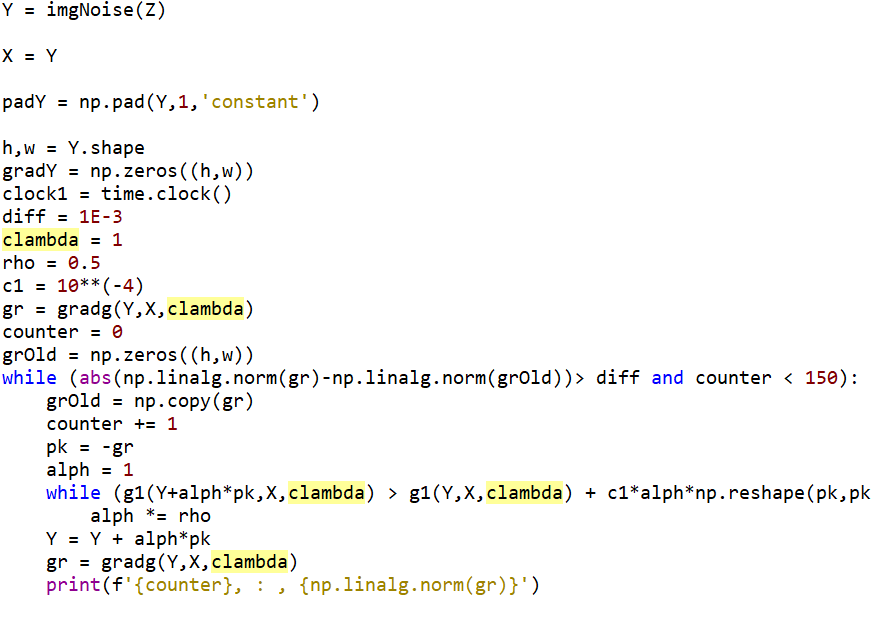 Y = imgNoise(Z)
X = Y
padY = np.pad(Y,1,'constant')
h,w = Y.shape
gradY = np.zeros((h,w))
clock1 = time.clock()
diff = 1E-3
clambda = 1
rho = 0.5
c1 = 10**(-4)
gr = gradg(Y,X,clambda)
counter = 0
grOld = np.zeros((h,w))
while (abs(np.linalg.norm(gr)-np.linalg.norm(grOld))> diff and counter < 150):
    grOld = np.copy(gr)
    counter += 1
    pk = -gr
    alph = 1
    while (g1(Y+alph*pk,X,clambda) > g1(Y,X,clambda) + c1*alph*np.reshape(pk,pk
        alph *= rho
    Y = Y + alph*pk
    gr = gradg(Y,X,clambda)
    print(f'{counter}, : , {np.linalg.norm(gr)}')